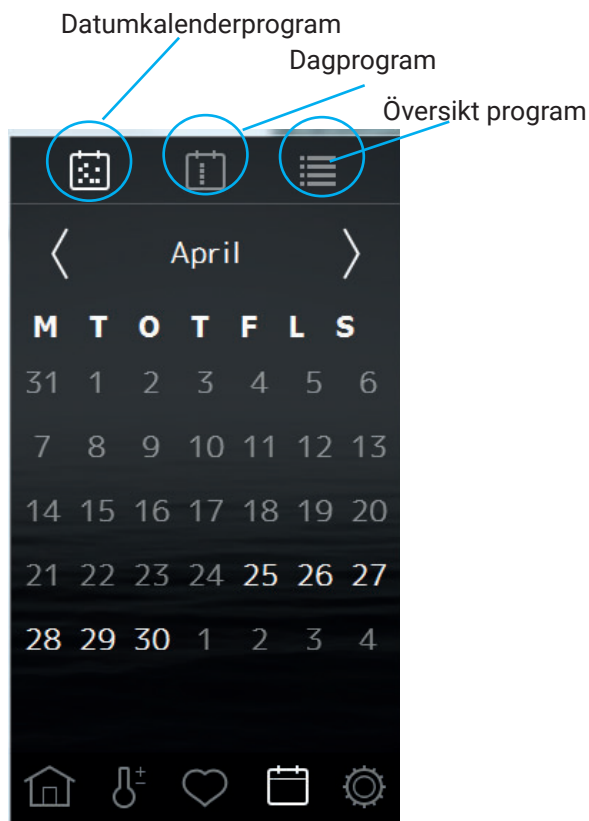 Datumkalenderprogram
Dagprogram
Översikt program
April
M T O T F L S
31 1 2 3 4 5 6
7 8 9 10 11 12 13
14 15 16 17 18 19 20
21 22 23 24 25 26 27
28 29 30 1 2 3 4